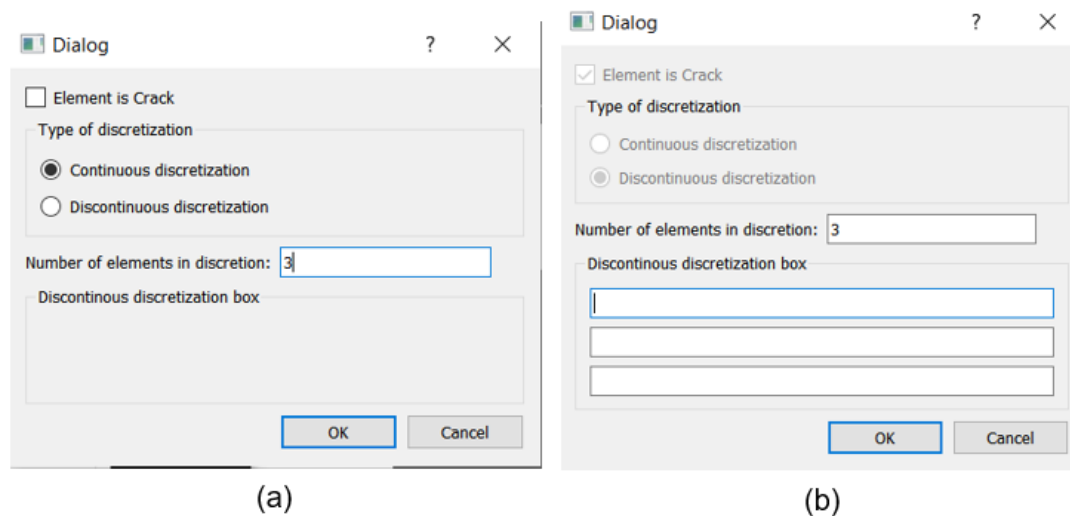 Dialog ?
Element is Crack
Type of discretization
Continuous discretization
Discontinuous discretization
Number of elements in discretion: 3
Discontinous discretization box
OK Cancel
(a)
Dialog ?
Element is Crack
Type of discretization
Continuous discretization
Discontinuous discretization
Number of elements in discretion: 3
Discontinous discretization box
OK Cancel
(b)